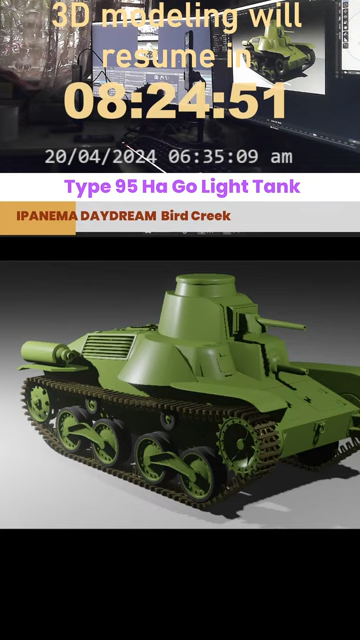 3D modeling will
resume in
08:24:51
20/04/2024 06:35:09 am
Type 95 Ha Go Light Tank
IPANEMA DAYDREAM Bird Creek